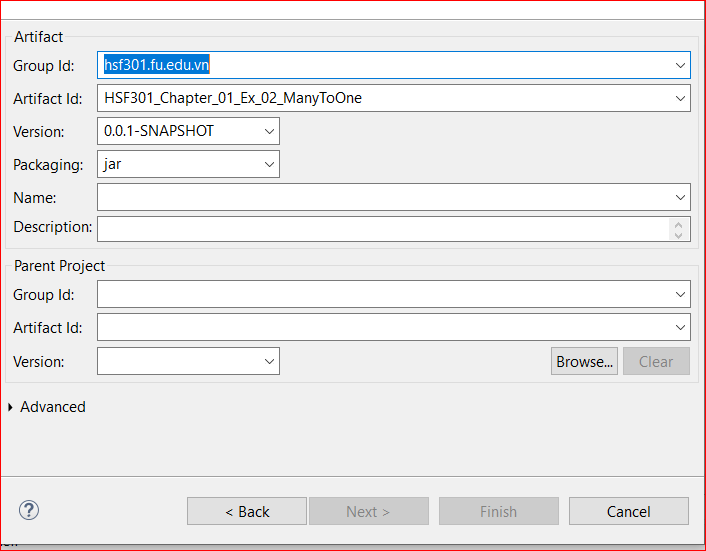 Artifact
Group Id: hsf301.fu.edu.vn
Artifact Id: HSF301_Chapter_01_Ex_02_ManyToOne
Version: 0.0.1-SNAPSHOT
Packaging: jar
Name:
Description:
Parent Project
Group Id:
Artifact Id:
Version:
Browse... Clear
Advanced
? < Back Next > Finish Cancel